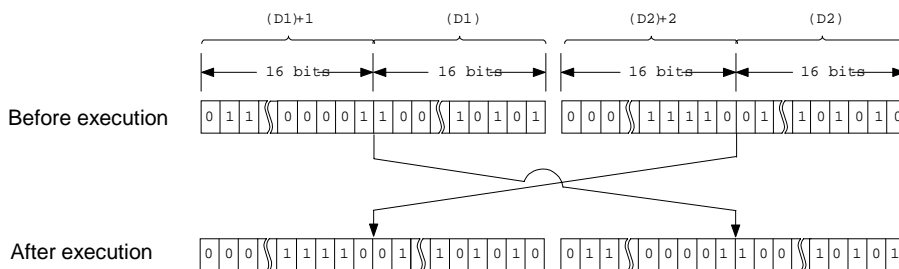 (D1)+1 (D1) (D2)+2 (D2)
16 bits 16 bits 16 bits 16 bits
Before execution 0 1 1 0 0 0 0 1 1 0 0 1 0 1 0 1 0 0 0 1 1 1 1 0 0 1 1 0 1 0 1 0
After execution 0 0 0 1 1 1 1 0 0 1 1 0 1 0 1 0 0 1 1 0 0 0 0 1 1 0 0 1 0 1 0 1